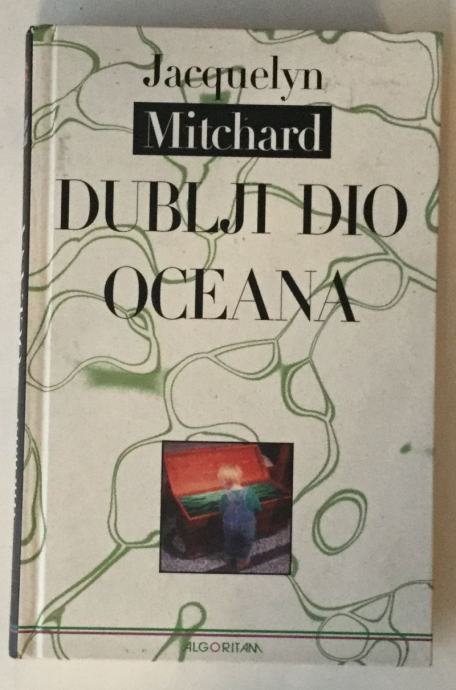 Jacquelyn
Mitchard
DUBLJI DIO
OCEANA
ALGORITAM